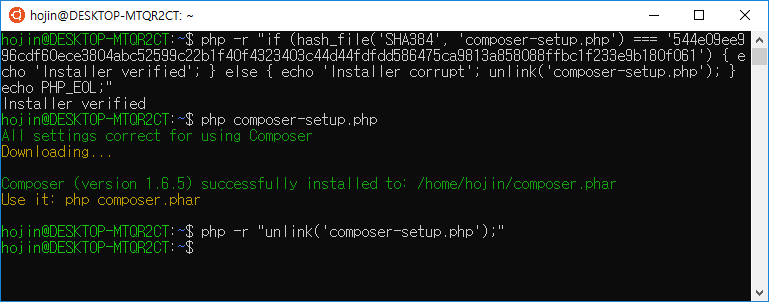 hojin@DESKTOP-MTQR2CT: ~
hojin@DESKTOP-MTQR2CT:~$ php -r "if (hash_file('SHA384', 'composer-setup.php') === '544e09ee9
96cdf60ece3804abc52599c22b1f40f4323403c44d44fdfdd586475ca9813a858088ffbc1f233e9b180f061') { e
cho 'Installer verified'; } else { echo 'Installer corrupt'; unlink('composer-setup.php'); }
echo PHP_EOL;"
Installer verified
hojin@DESKTOP-MTQR2CT:~$ php composer-setup.php
All settings correct for using Composer
Downloading...
Composer (version 1.6.5) successfully installed to: /home/hojin/composer.phar
Use it: php composer.phar
hojin@DESKTOP-MTQR2CT:~$ php -r "unlink('composer-setup.php');"
hojin@DESKTOP-MTQR2CT:~$